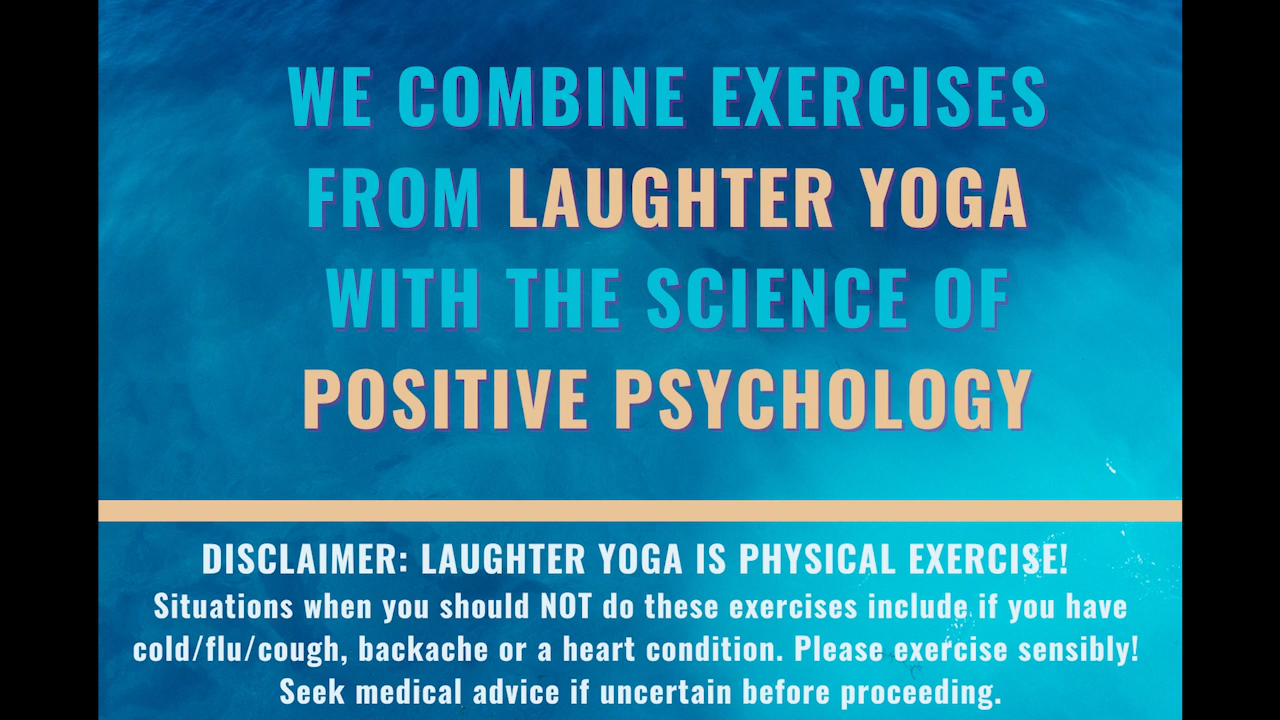 WE COMBINE EXERCISES
FROM LAUGHTER YOGA
WITH THE SCIENCE OF
POSITIVE PSYCHOLOGY
DISCLAIMER: LAUGHTER YOGA IS PHYSICAL EXERCISE!
Situations when you should NOT do these exercises include if you have
cold/flu/cough, backache or a heart condition. Please exercise sensibly!
Seek medical advice if uncertain before proceeding.